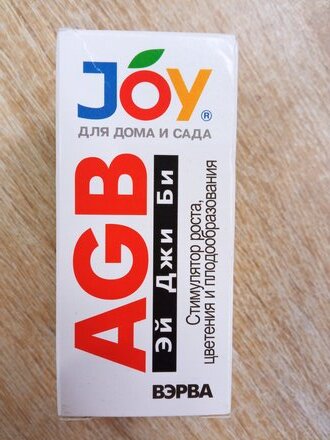 JOY®
ДЛЯ ДОМА И САДА
AGB
Эй Джи Би
Стимулятор роста,
цветения и плодообразования
ВЭРВА